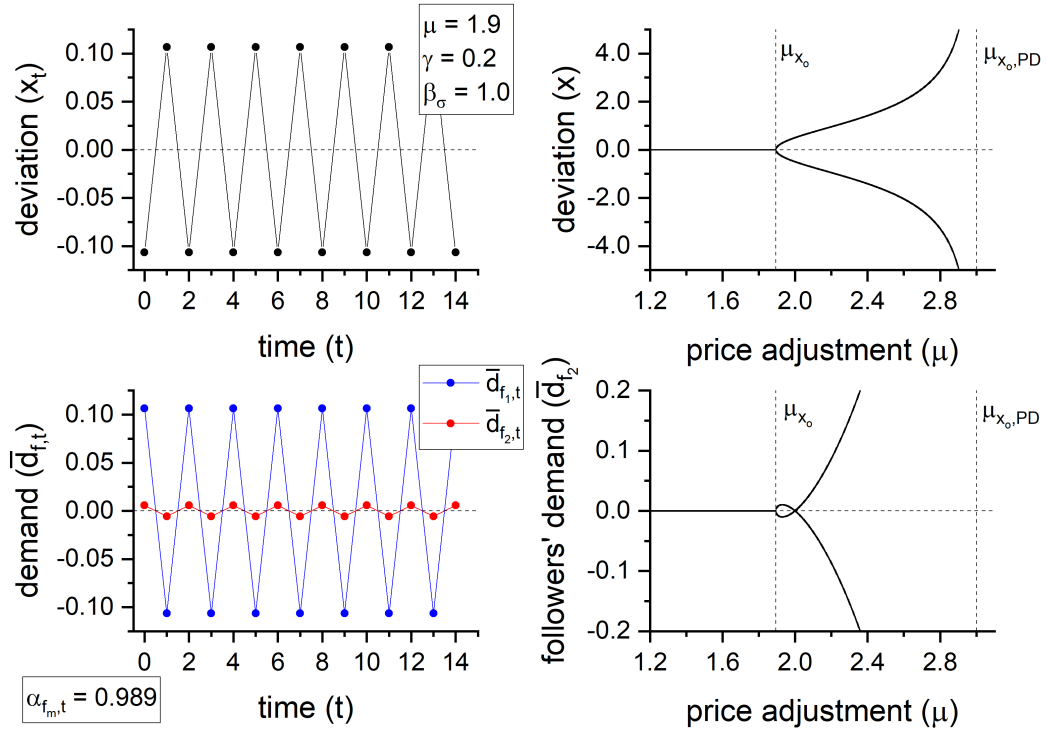 μ = 1.9
γ = 0.2
β_σ = 1.0
deviation (x_t)
0.10
0.05
0.00
-0.05
-0.10
0 2 4 6 8 10 12 14
time (t)
deviation (x)
4.0
2.0
0.0
-2.0
-4.0
μ_{x_o}
μ_{x_o,PD}
1.2 1.6 2.0 2.4 2.8
price adjustment (μ)
demand (d̅_{f,t})
0.10
0.05
0.00
-0.05
-0.10
d̅_{f_1,t}
d̅_{f_2,t}
0 2 4 6 8 10 12 14
time (t)
α_{f_m,t} = 0.989
followers' demand (d̅_{f_2})
0.2
0.1
0.0
-0.1
-0.2
μ_{x_o}
μ_{x_o,PD}
1.2 1.6 2.0 2.4 2.8
price adjustment (μ)